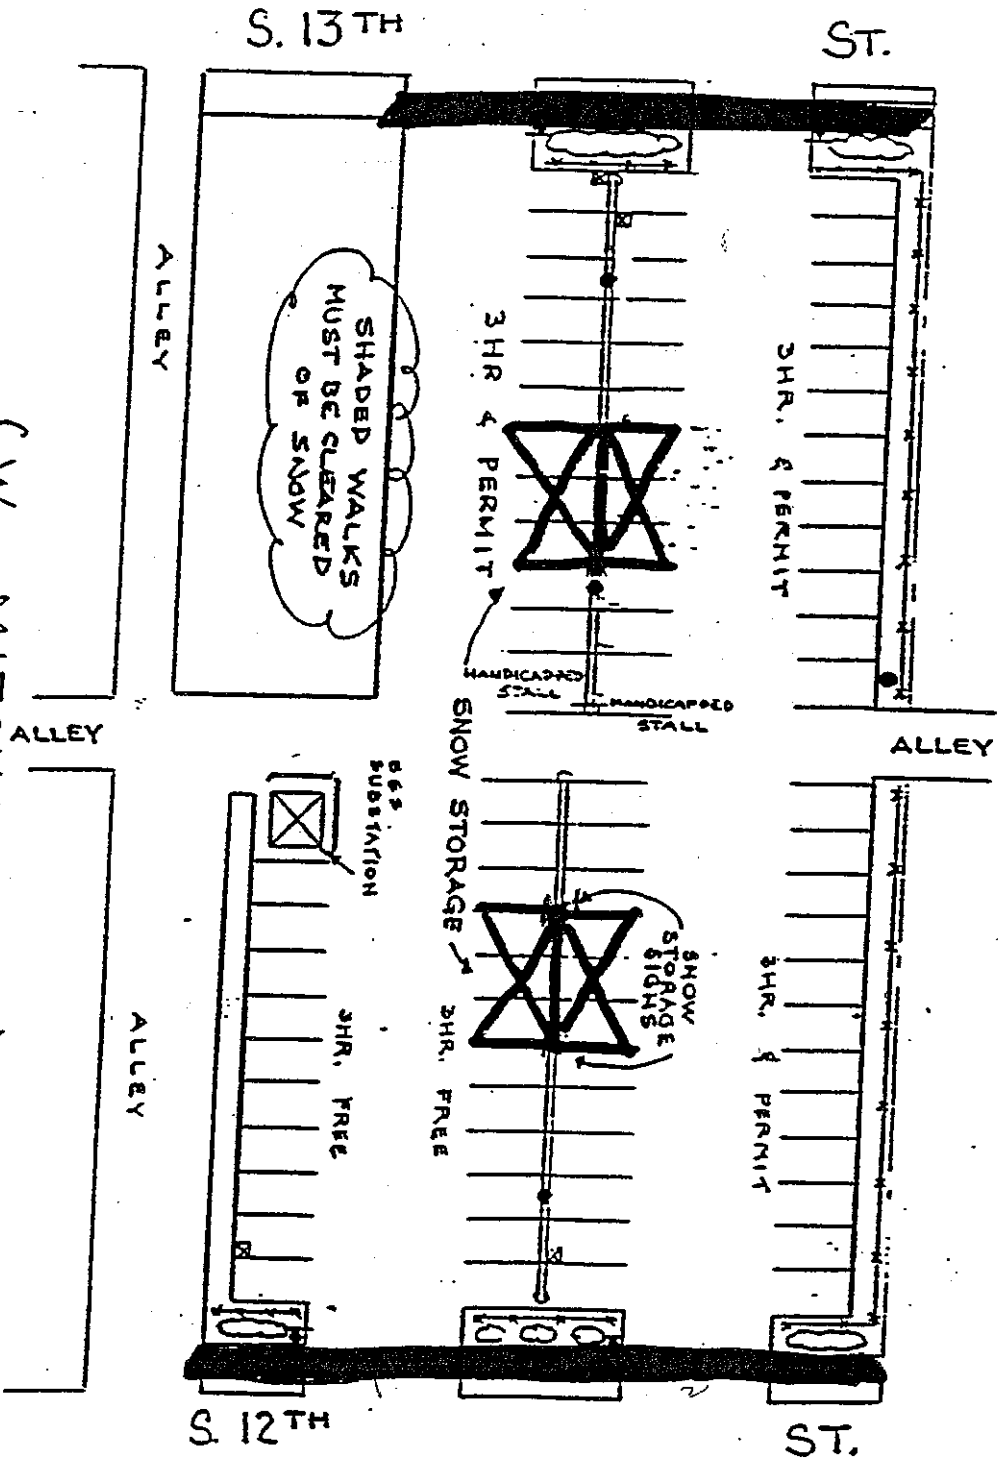 S. 13TH
ST.
ALLEY
SHADED WALKS
MUST BE CLEARED
OF SNOW
3HR & PERMIT
3HR. & PERMIT
HANDICAPPED
STALL
HANDICAPPED
STALL
ALLEY
ALLEY
SUBSTATION
SNOW STORAGE
SNOW
STORAGE
SIGNS
3HR. & PERMIT
ALLEY
3HR. FREE
3HR. FREE
S. 12TH
ST.